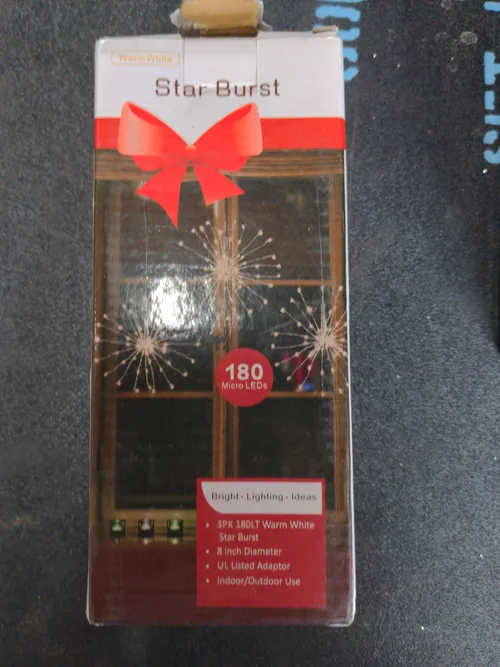 Warm White
Star Burst
180
Micro LEDs
Bright - Lighting - Ideas
• 3PK 180LT Warm White
Star Burst
• 8 inch Diameter
• UL Listed Adaptor
• Indoor/Outdoor Use